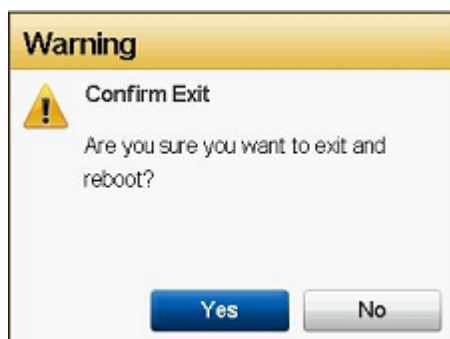 Warning
Confirm Exit
Are you sure you want to exit and
reboot?
Yes
No